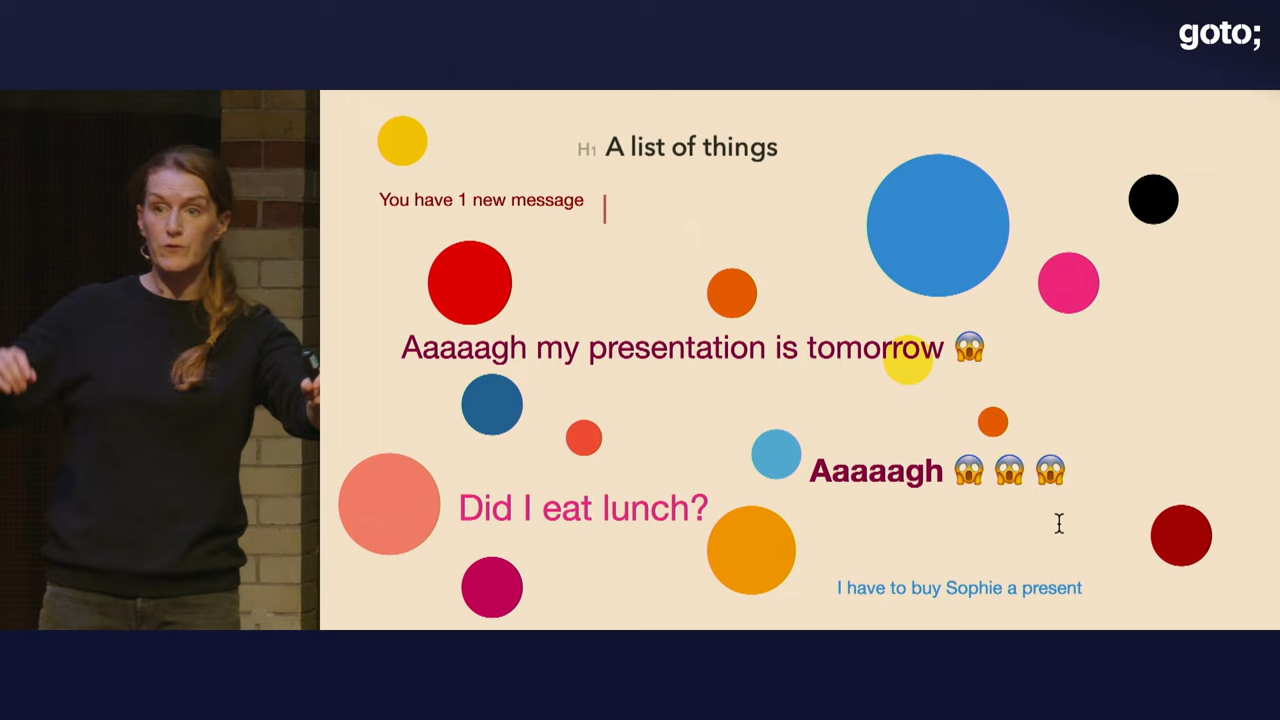 goto;
H1 A list of things
You have 1 new message
Aaaaagh my presentation is tomorrow 😱
Aaaaagh 😱 😱 😱
Did I eat lunch?
I have to buy Sophie a present